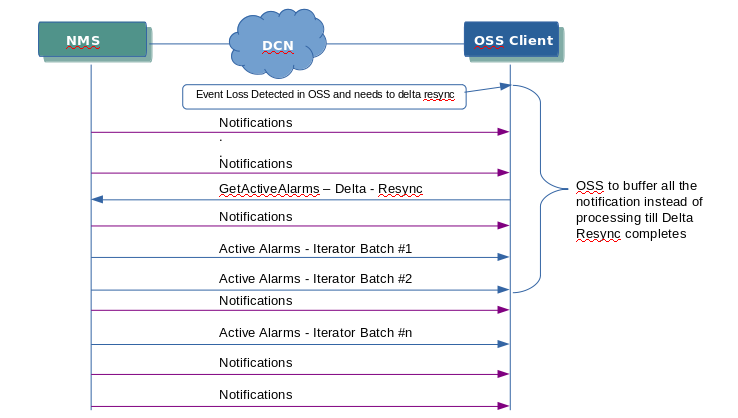 NMS
DCN
OSS Client
Event Loss Detected in OSS and needs to delta resync
Notifications
.
.
Notifications
GetActiveAlarms – Delta - Resync
Notifications
Active Alarms - Iterator Batch #1
Active Alarms - Iterator Batch #2
Notifications
Active Alarms - Iterator Batch #n
Notifications
Notifications
OSS to buffer all the
notification instead of
processing till Delta
Resync completes